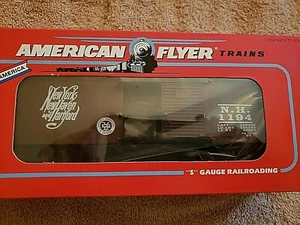 AMERICAN FLYER TRAINS
AMERICA
New York
New Haven
and Hartford
N.H.
1194
"S" GAUGE RAILROADING